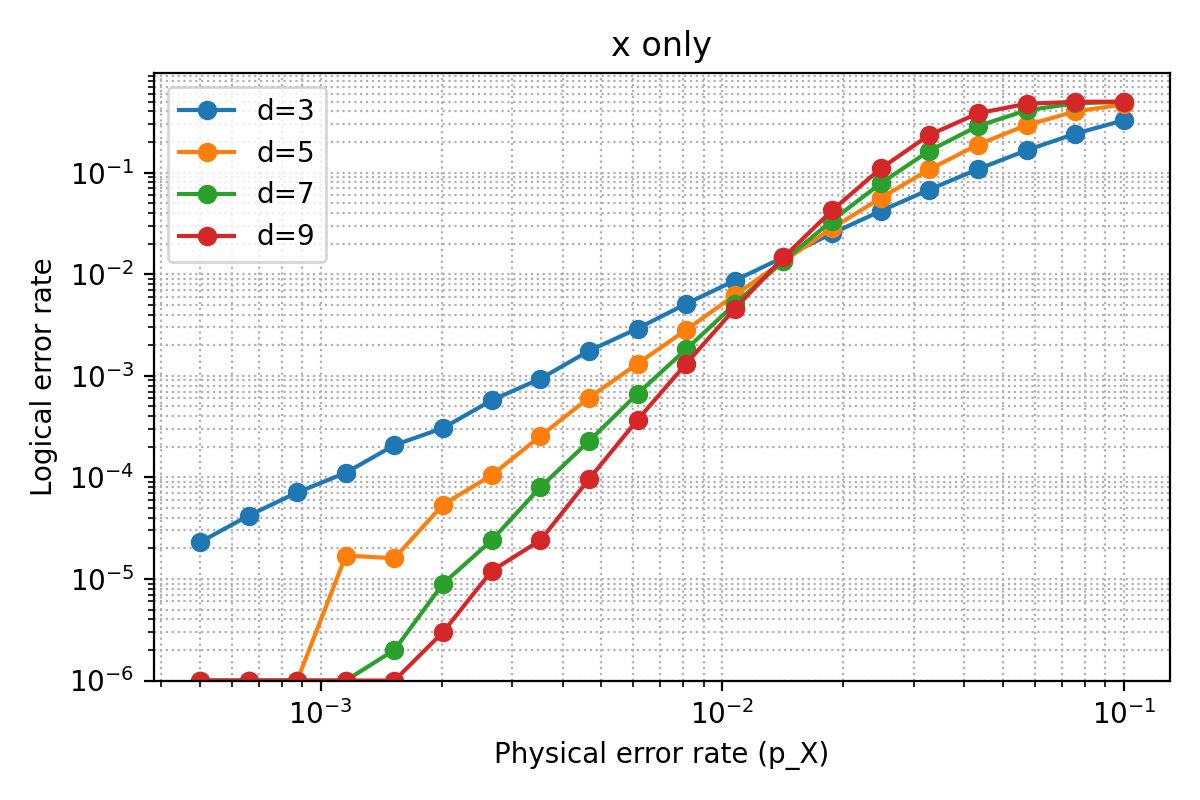 x only
d=3
d=5
d=7
d=9
Logical error rate
10⁻¹
10⁻²
10⁻³
10⁻⁴
10⁻⁵
10⁻⁶
10⁻³ 10⁻² 10⁻¹
Physical error rate (p_X)